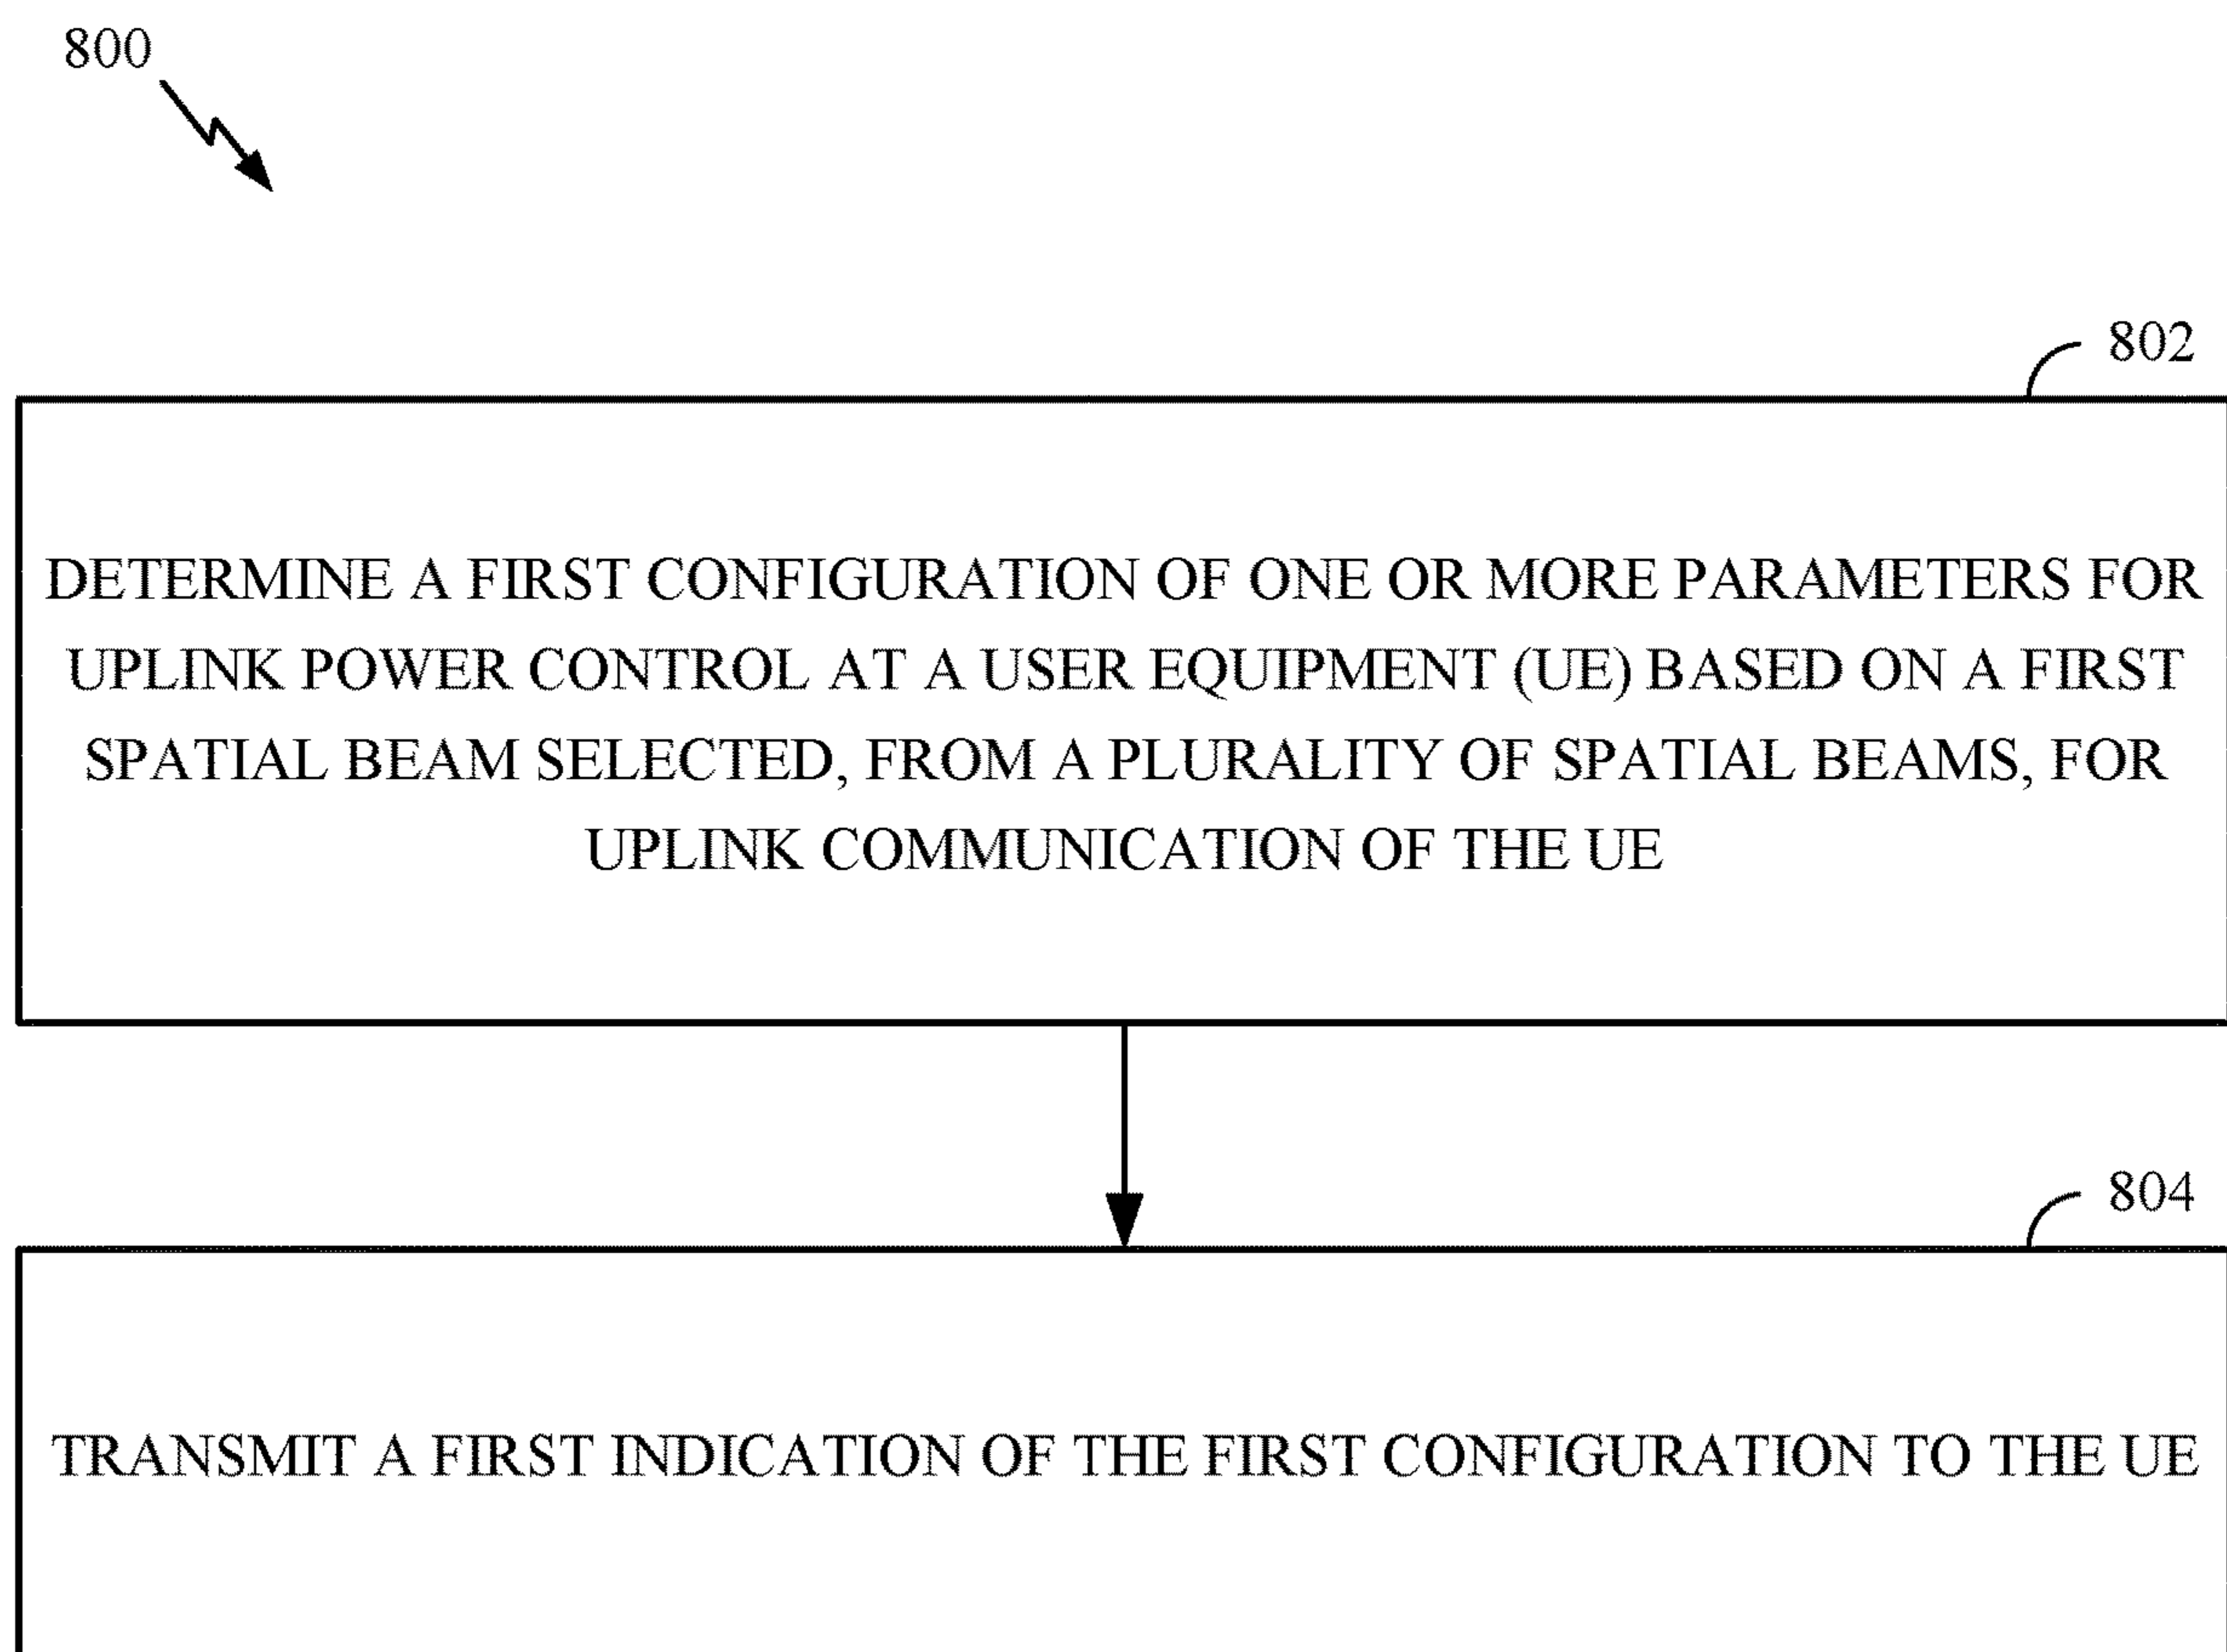 800
802
DETERMINE A FIRST CONFIGURATION OF ONE OR MORE PARAMETERS FOR
UPLINK POWER CONTROL AT A USER EQUIPMENT (UE) BASED ON A FIRST
SPATIAL BEAM SELECTED, FROM A PLURALITY OF SPATIAL BEAMS, FOR
UPLINK COMMUNICATION OF THE UE
804
TRANSMIT A FIRST INDICATION OF THE FIRST CONFIGURATION TO THE UE